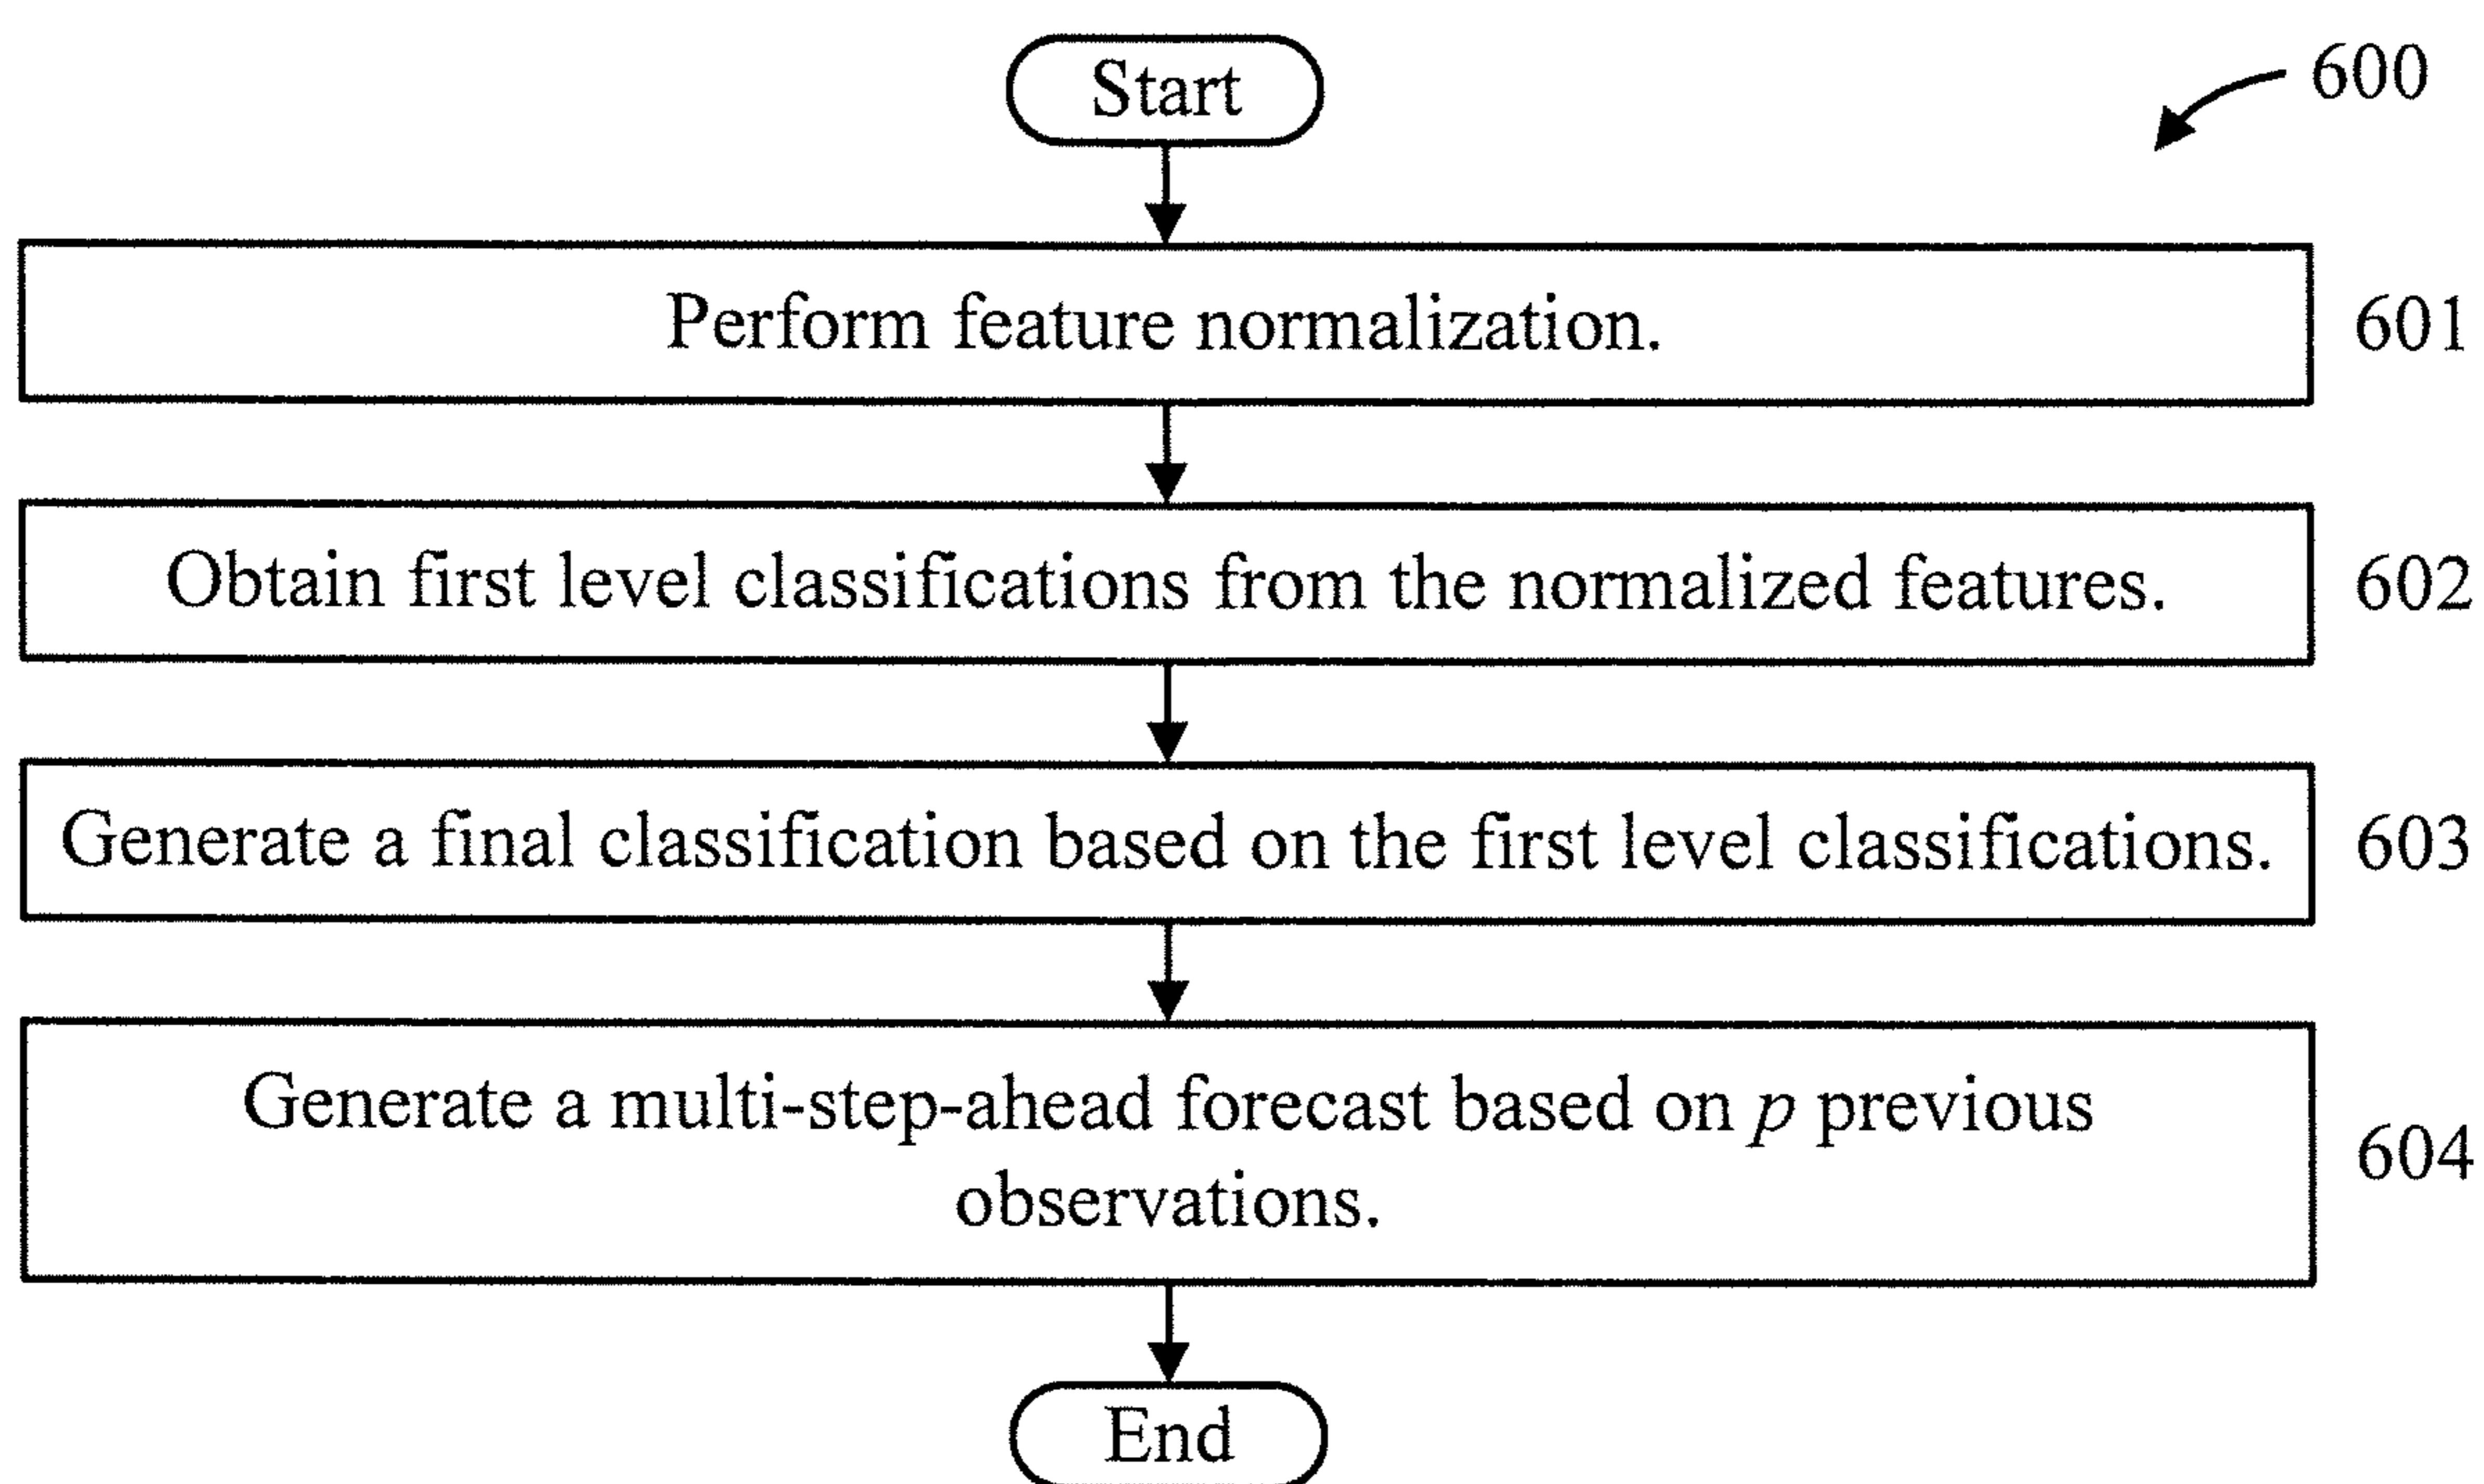 Start
600
Perform feature normalization.
601
Obtain first level classifications from the normalized features.
602
Generate a final classification based on the first level classifications.
603
Generate a multi-step-ahead forecast based on p previous
observations.
604
End